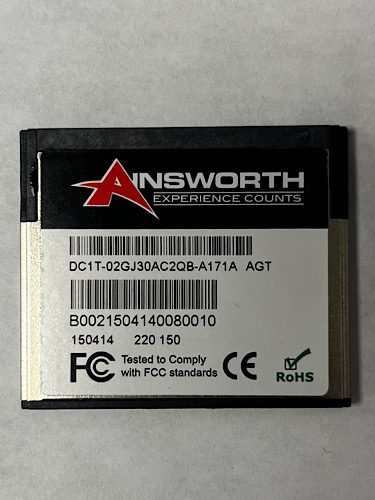 AINSWORTH
EXPERIENCE COUNTS
DC1T-02GJ30AC2QB-A171A AGT
B0021504140080010
150414 220 150
FC Tested to Comply
with FCC standards CE
RoHS